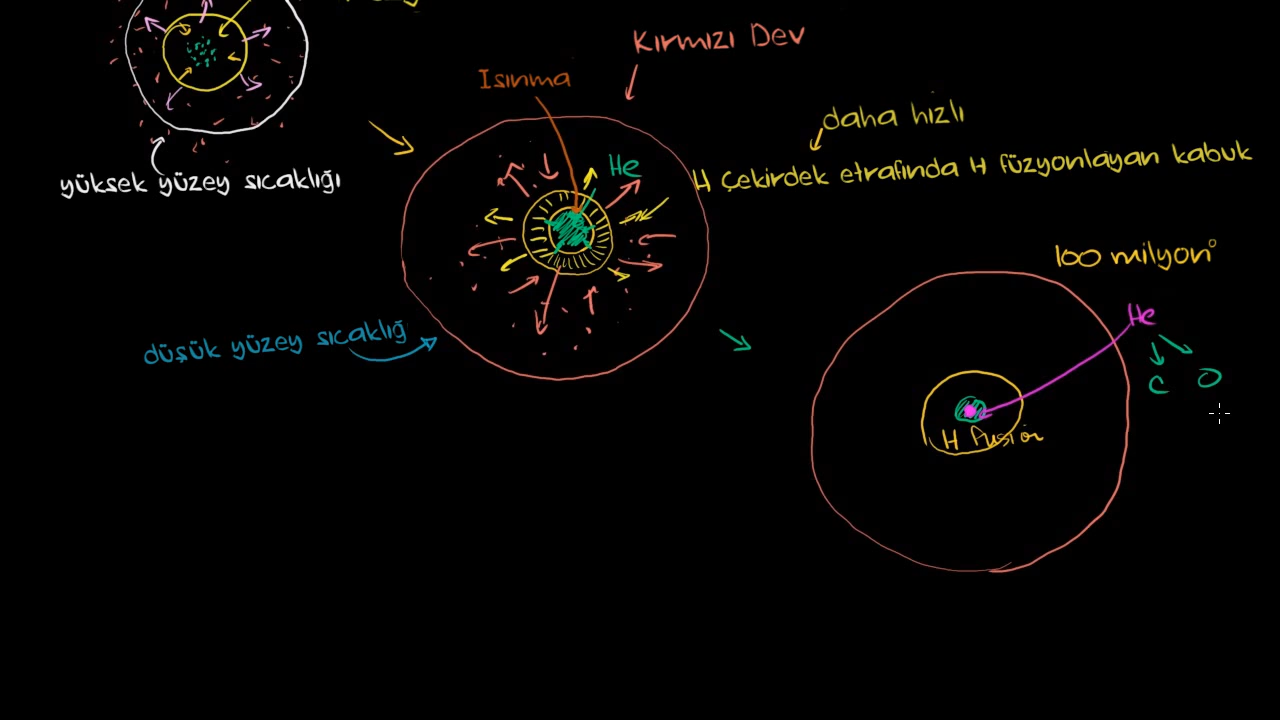 Kırmızı Dev
Isınma
daha hızlı
He
H çekirdek etrafında H füzyonlayan kabuk
yüksek yüzey sıcaklığı
100 milyon°
He
düşük yüzey sıcaklığ
C O
H fusion